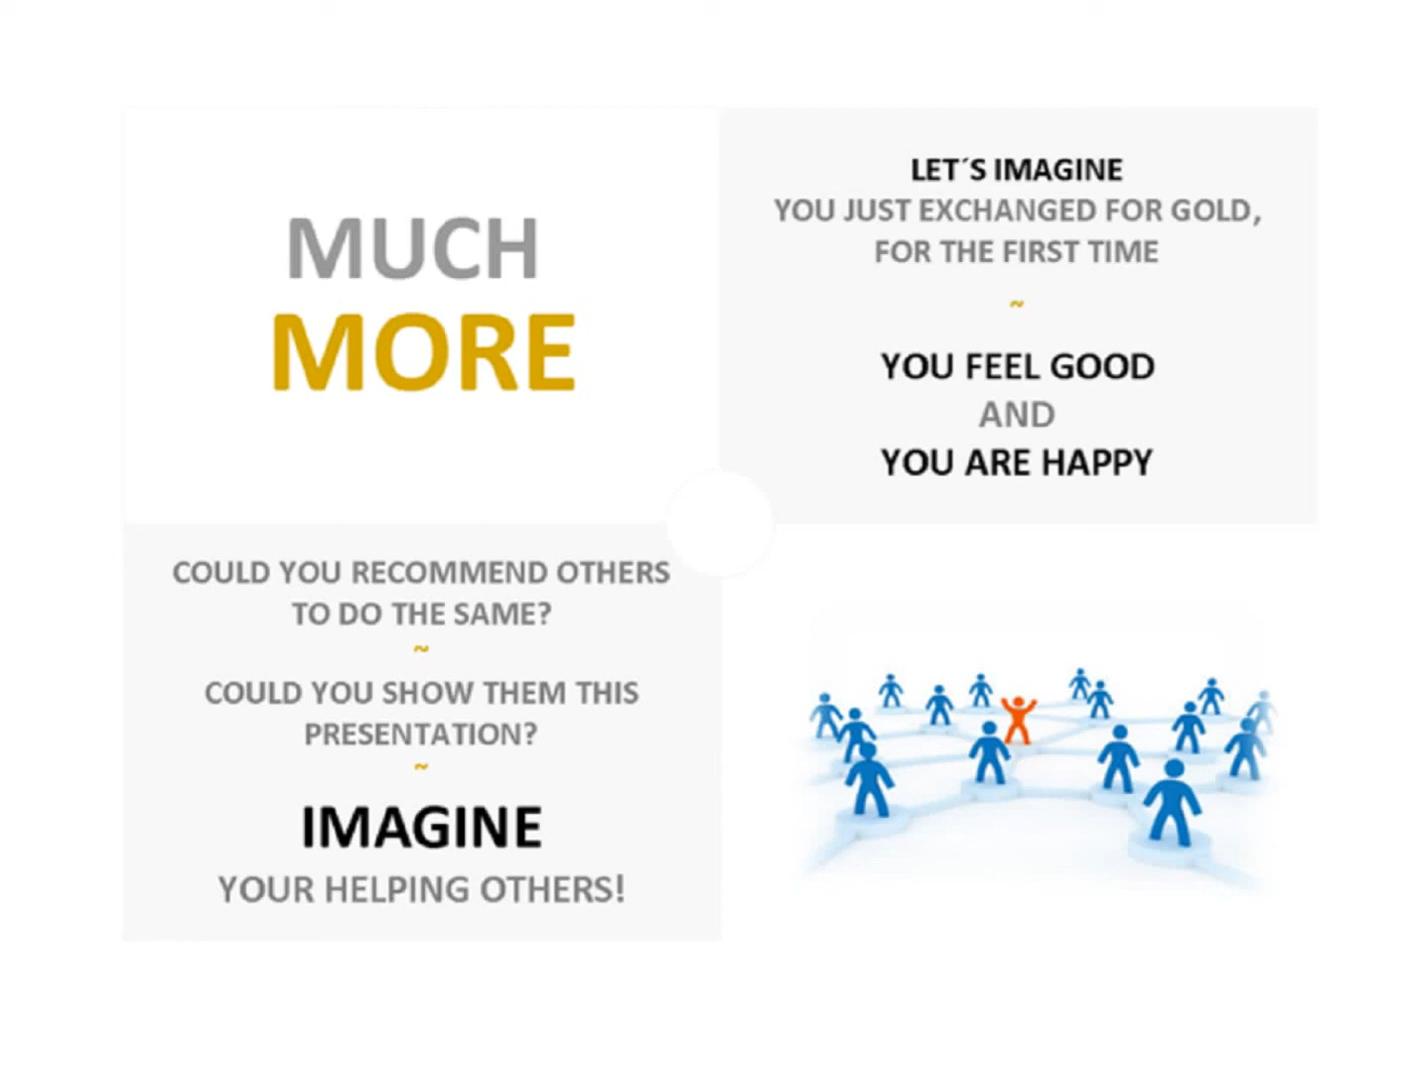 MUCH
MORE
LET´S IMAGINE
YOU JUST EXCHANGED FOR GOLD,
FOR THE FIRST TIME
~
YOU FEEL GOOD
AND
YOU ARE HAPPY
COULD YOU RECOMMEND OTHERS
TO DO THE SAME?
~
COULD YOU SHOW THEM THIS
PRESENTATION?
~
IMAGINE
YOUR HELPING OTHERS!